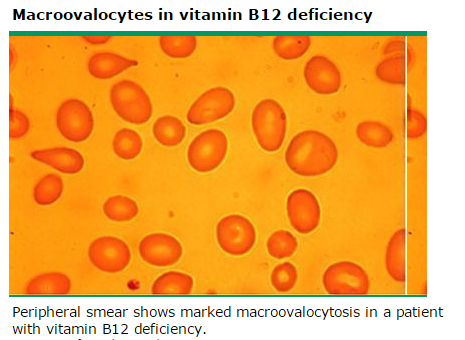 Macroovalocytes in vitamin B12 deficiency
Peripheral smear shows marked macroovalocytosis in a patient
with vitamin B12 deficiency.